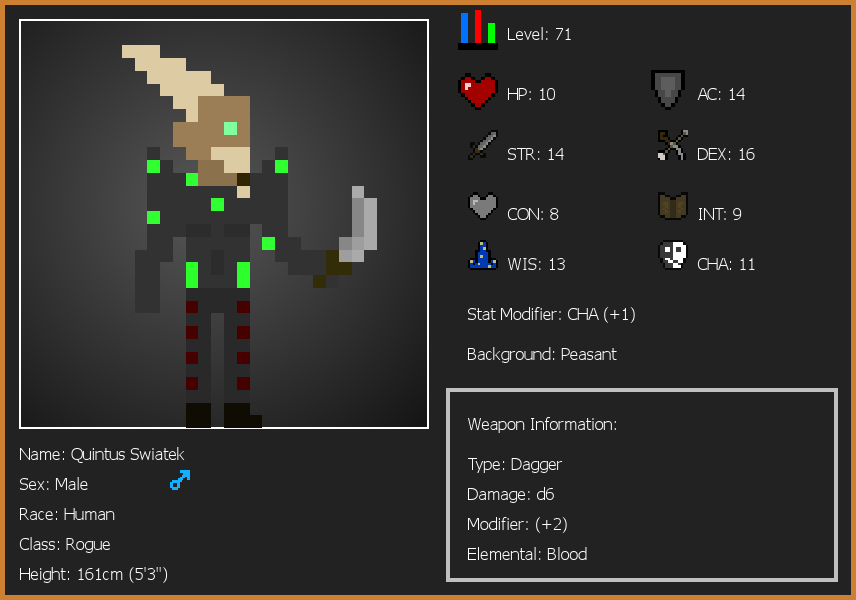 Level: 71
HP: 10
AC: 14
STR: 14
DEX: 16
CON: 8
INT: 9
WIS: 13
CHA: 11
Stat Modifier: CHA (+1)
Background: Peasant
Weapon Information:
Type: Dagger
Damage: d6
Modifier: (+2)
Elemental: Blood
Name: Quintus Swiatek
Sex: Male
Race: Human
Class: Rogue
Height: 161cm (5'3")